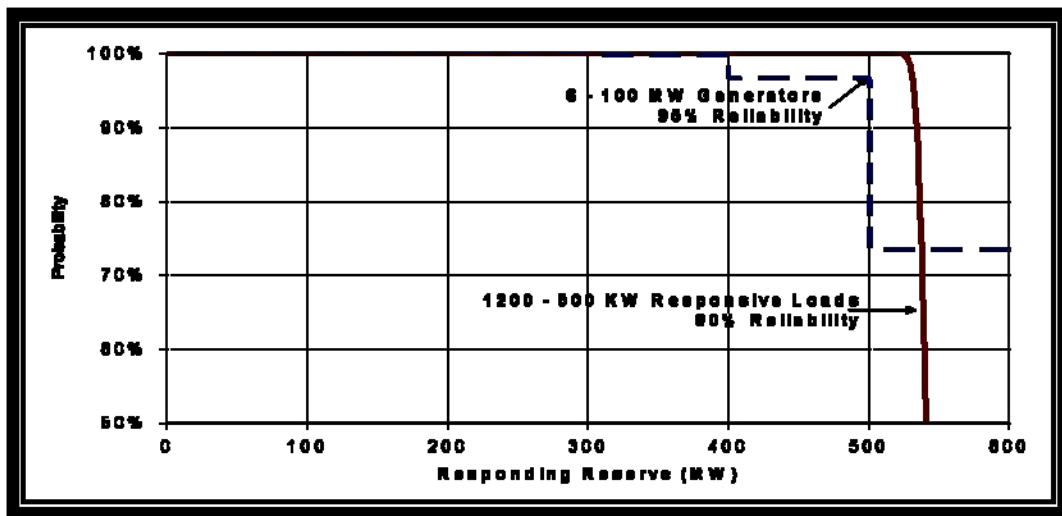 100%
90%
80%
70%
60%
50%
Probability
6 - 100 MW Generators
95% Reliability
1200 - 500 KW Responsive Loads
90% Reliability
0 100 200 300 400 500 600
Responding Reserve (MW)